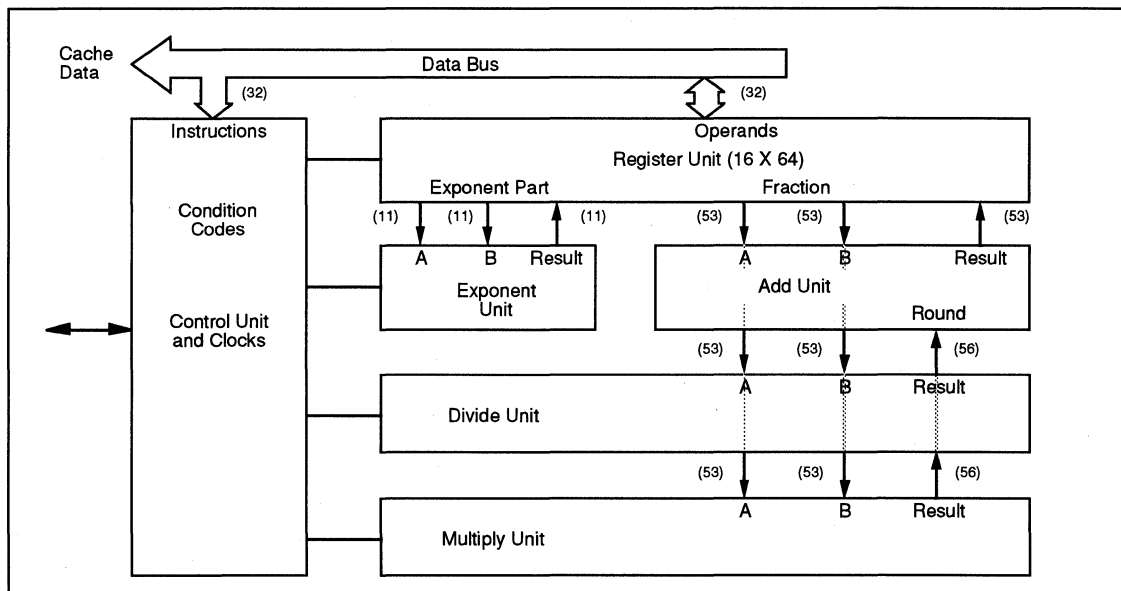 Cache
Data
Data Bus
(32)
(32)
Instructions
Operands
Register Unit (16 X 64)
Exponent Part
Fraction
(11)
(11)
(11)
(53)
(53)
(53)
Condition
Codes
A
B
Result
A
B
Result
Exponent
Unit
Add Unit
Control Unit
and Clocks
Round
(53)
(53)
(56)
A
B
Result
Divide Unit
(53)
(53)
(56)
A
B
Result
Multiply Unit